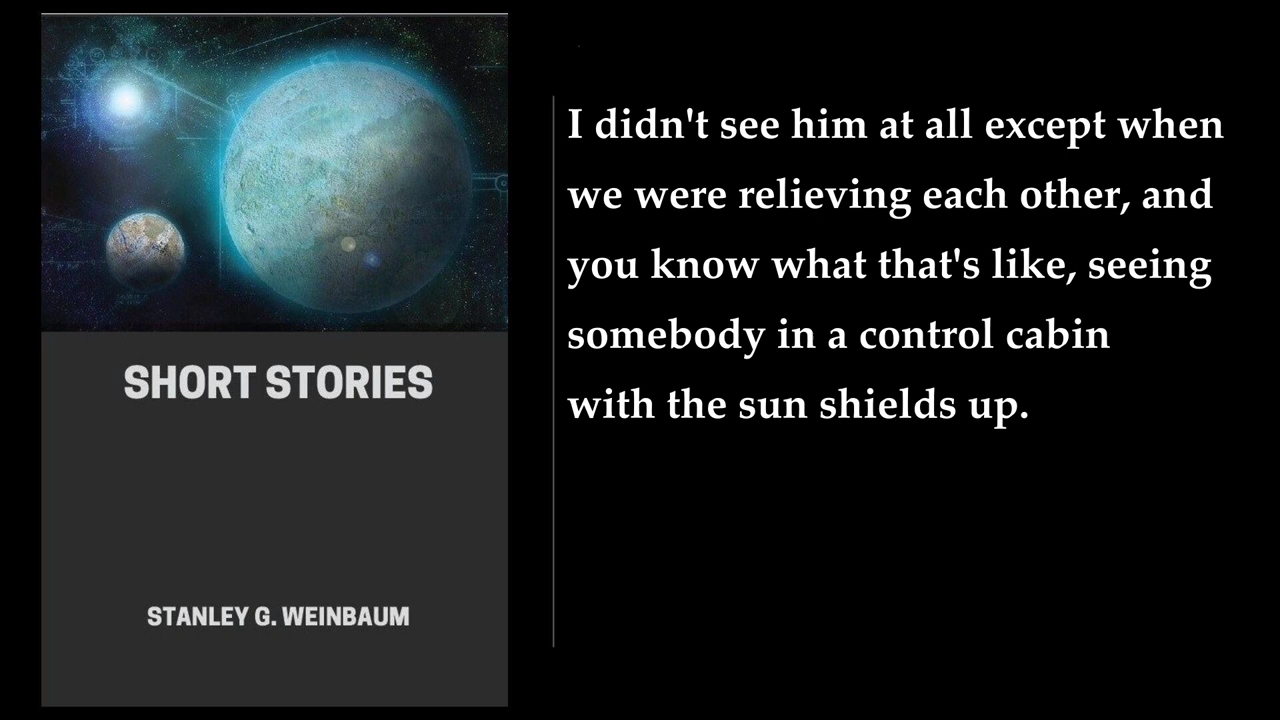 SHORT STORIES
STANLEY G. WEINBAUM
I didn't see him at all except when
we were relieving each other, and
you know what that's like, seeing
somebody in a control cabin
with the sun shields up.